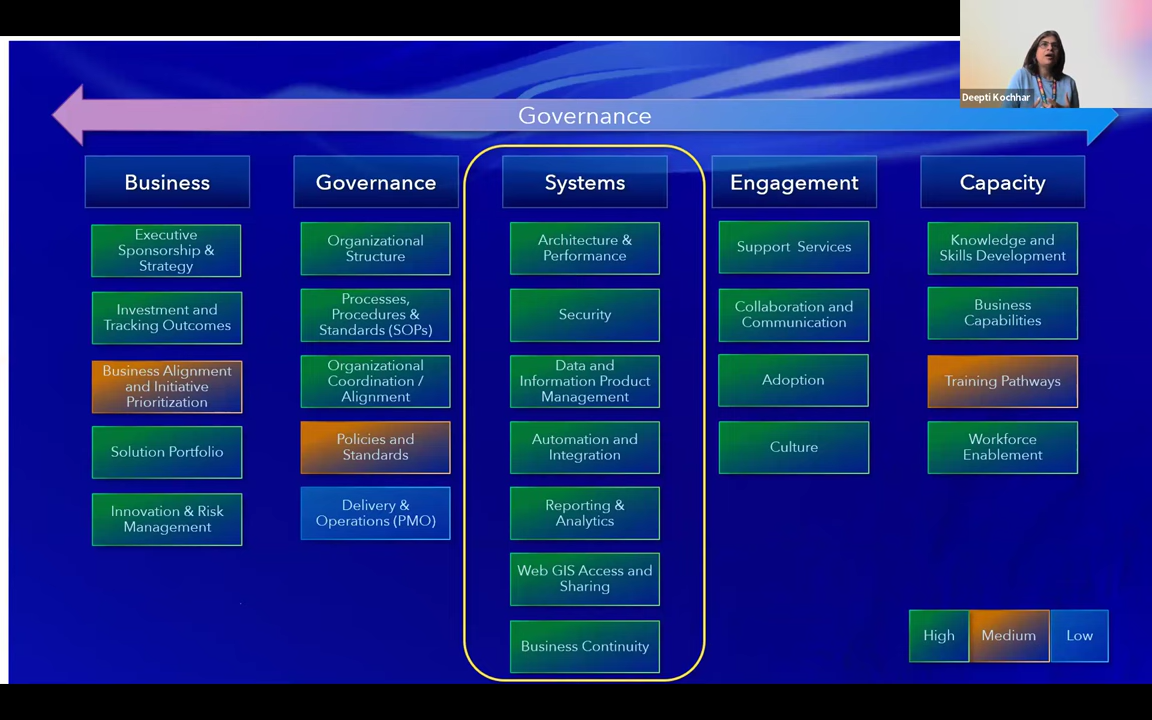 Deepti Kochhar
Governance
Business
Executive
Sponsorship &
Strategy
Investment and
Tracking Outcomes
Business Alignment
and Initiative
Prioritization
Solution Portfolio
Innovation & Risk
Management
Governance
Organizational
Structure
Processes,
Procedures &
Standards (SOPs)
Organizational
Coordination /
Alignment
Policies and
Standards
Delivery &
Operations (PMO)
Systems
Architecture &
Performance
Security
Data and
Information Product
Management
Automation and
Integration
Reporting &
Analytics
Web GIS Access and
Sharing
Business Continuity
Engagement
Support Services
Collaboration and
Communication
Adoption
Culture
Capacity
Knowledge and
Skills Development
Business
Capabilities
Training Pathways
Workforce
Enablement
High
Medium
Low